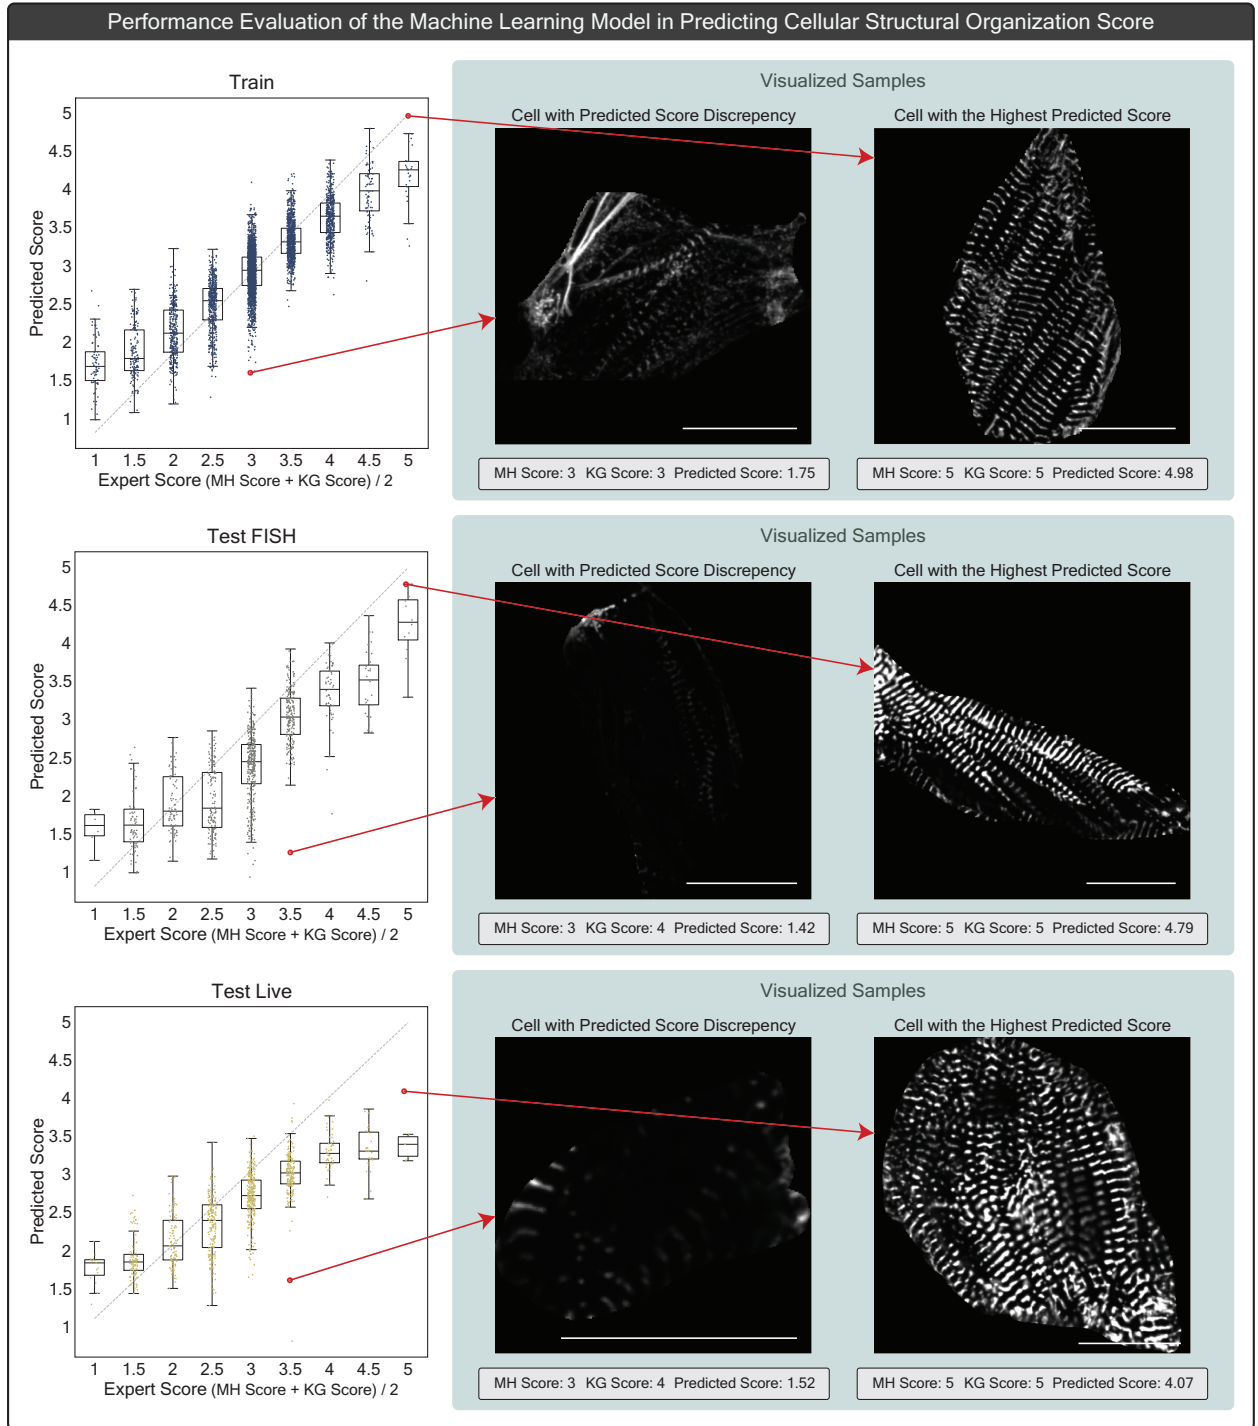 Performance Evaluation of the Machine Learning Model in Predicting Cellular Structural Organization Score
Train
Predicted Score
5
4.5
4
3.5
3
2.5
2
1.5
1
1 1.5 2 2.5 3 3.5 4 4.5 5
Expert Score (MH Score + KG Score) / 2
Visualized Samples
Cell with Predicted Score Discrepency
Cell with the Highest Predicted Score
MH Score: 3 KG Score: 3 Predicted Score: 1.75
MH Score: 5 KG Score: 5 Predicted Score: 4.98
Test FISH
Predicted Score
5
4.5
4
3.5
3
2.5
2
1.5
1
1 1.5 2 2.5 3 3.5 4 4.5 5
Expert Score (MH Score + KG Score) / 2
Visualized Samples
Cell with Predicted Score Discrepency
Cell with the Highest Predicted Score
MH Score: 3 KG Score: 4 Predicted Score: 1.42
MH Score: 5 KG Score: 5 Predicted Score: 4.79
Test Live
Predicted Score
5
4.5
4
3.5
3
2.5
2
1.5
1
1 1.5 2 2.5 3 3.5 4 4.5 5
Expert Score (MH Score + KG Score) / 2
Visualized Samples
Cell with Predicted Score Discrepency
Cell with the Highest Predicted Score
MH Score: 3 KG Score: 4 Predicted Score: 1.52
MH Score: 5 KG Score: 5 Predicted Score: 4.07